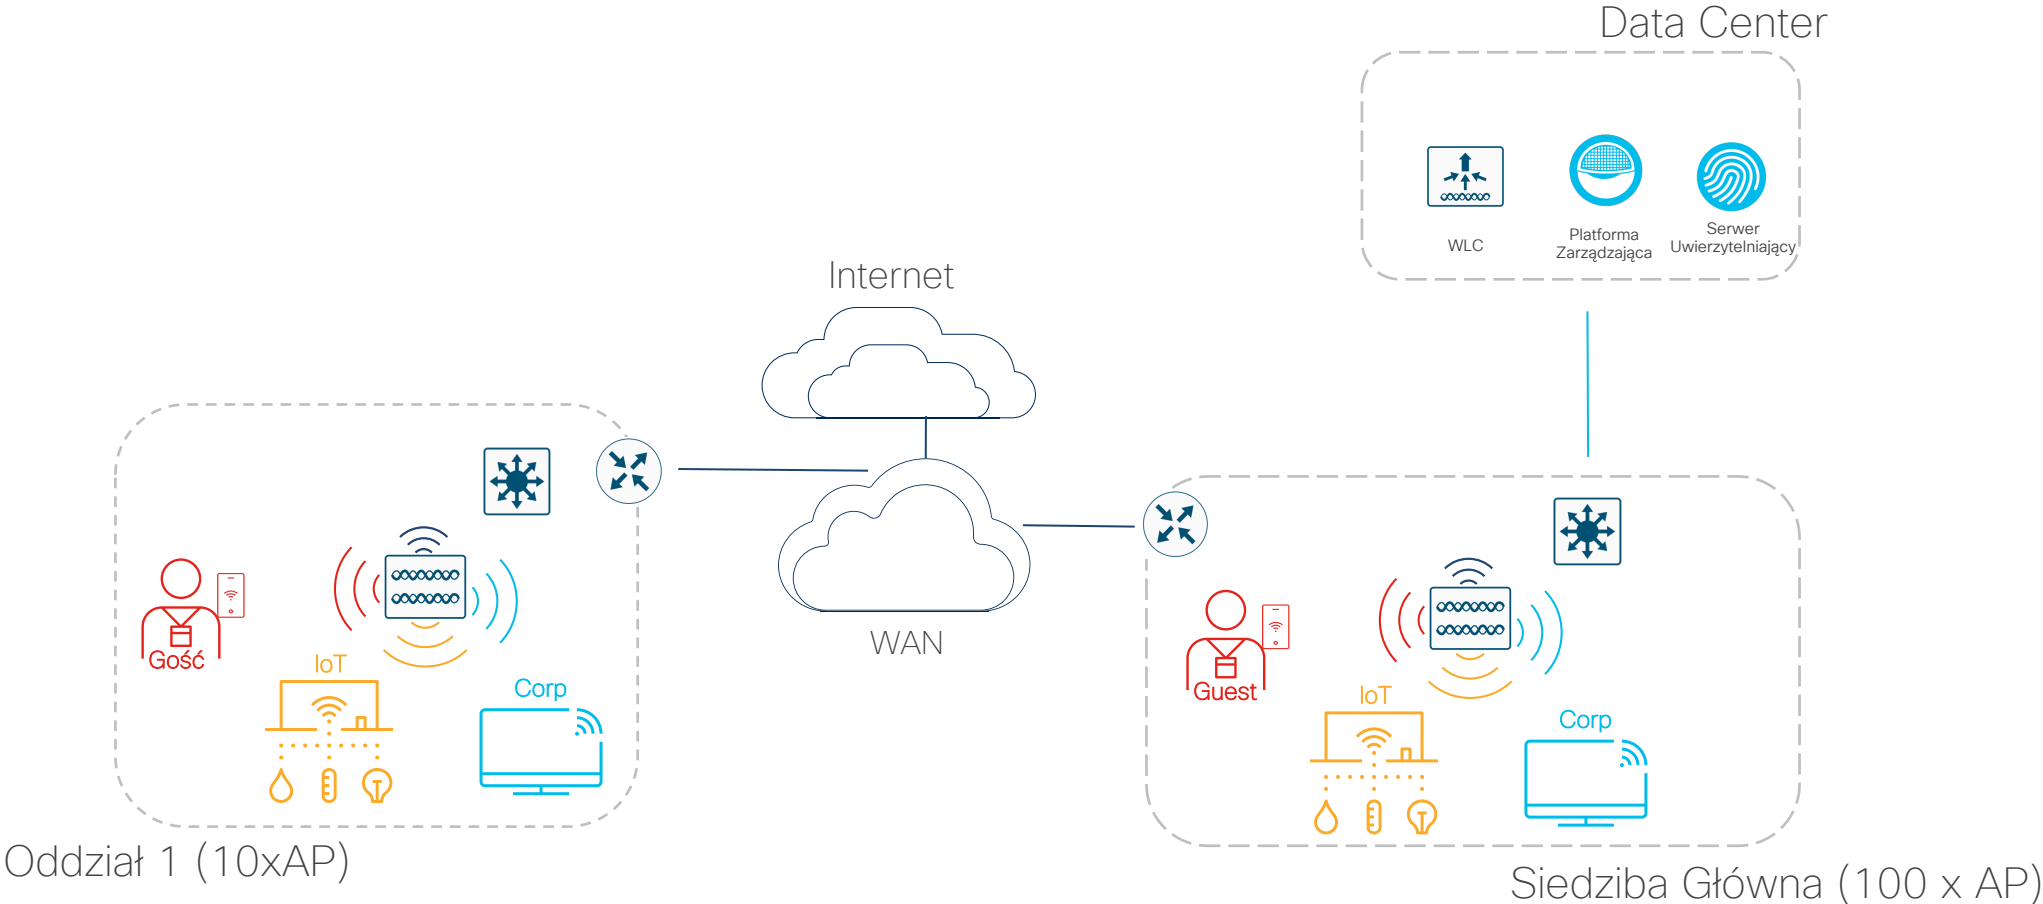 Data Center
WLC
Platforma
Zarządzająca
Serwer
Uwierzytelniający
Internet
WAN
Gość
IoT
Corp
Oddział 1 (10xAP)
Guest
IoT
Corp
Siedziba Główna (100 x AP)